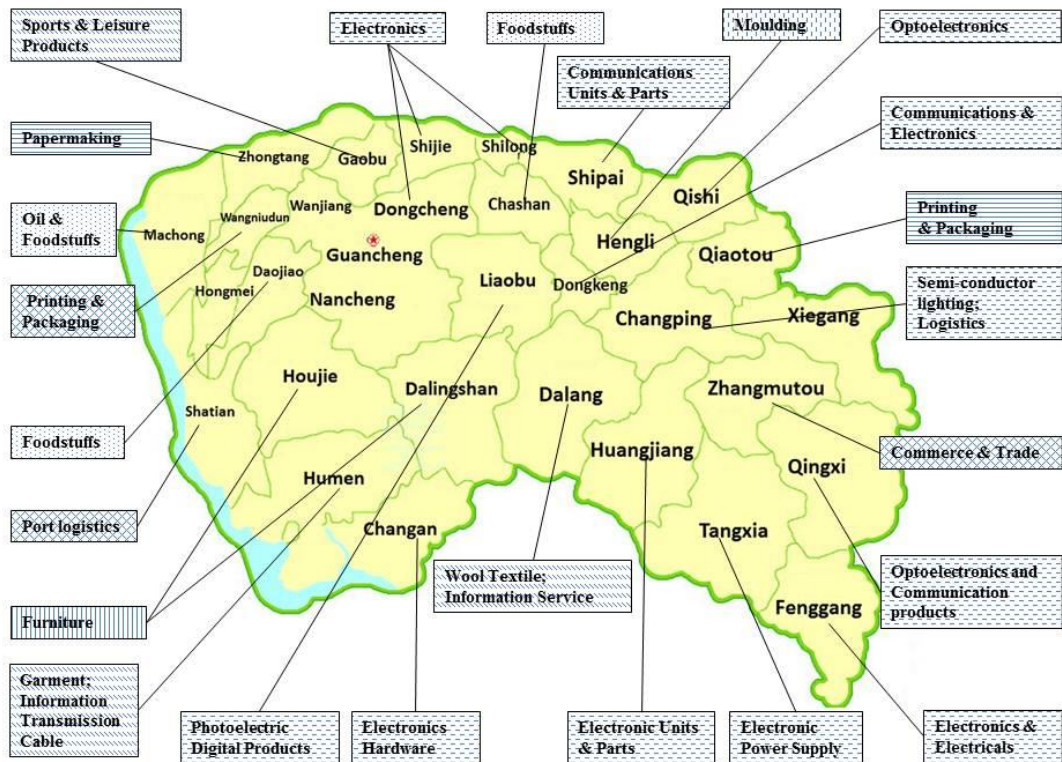 Sports & Leisure
Products
Electronics
Foodstuffs
Moulding
Optoelectronics
Communications
Units & Parts
Communications &
Electronics
Papermaking
Zhongtang
Gaobu
Shijie
Shilong
Shipai
Qishi
Oil &
Foodstuffs
Machong
Wangniudun
Wanjiang
Dongcheng
Chashan
Hengli
Qiaotou
Printing
& Packaging
Guancheng
Daojiao
Hongmei
Nancheng
Liaobu
Dongkeng
Changping
Xiegang
Semi-conductor
lighting;
Logistics
Printing &
Packaging
Houjie
Dalingshan
Dalang
Zhangmutou
Shatian
Foodstuffs
Huangjiang
Qingxi
Commerce & Trade
Humen
Port logistics
Changan
Tangxia
Wool Textile;
Information Service
Optoelectronics and
Communication
products
Fenggang
Furniture
Garment;
Information
Transmission
Cable
Photoelectric
Digital Products
Electronics
Hardware
Electronic Units
& Parts
Electronic
Power Supply
Electronics &
Electricals